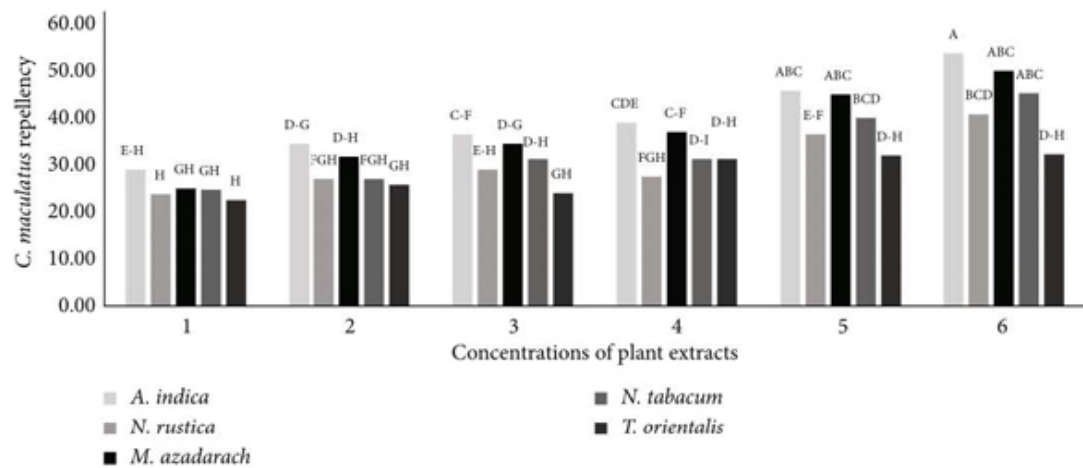 60.00
50.00
40.00
30.00
20.00
10.00
0.00
C. maculatus repellency
E-H
H
GH
GH
H
D-G
FGH
D-H
FGH
GH
C-F
E-H
D-G
D-H
GH
CDE
FGH
C-F
D-I
D-H
ABC
E-F
ABC
BCD
D-H
A
BCD
ABC
ABC
D-H
1 2 3 4 5 6
Concentrations of plant extracts
A. indica
N. rustica
M. azadarach
N. tabacum
T. orientalis